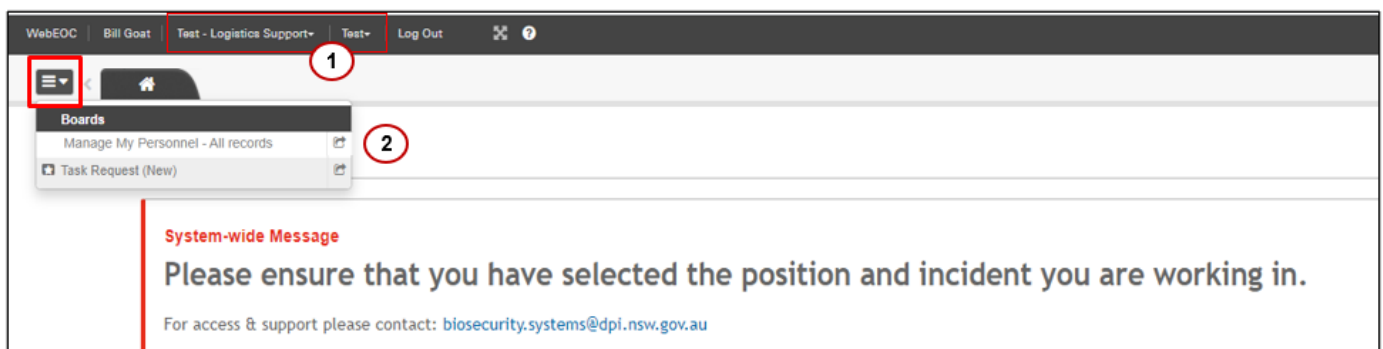 WebEOC Bill Goat Test - Logistics Support Test Log Out ?
1
Boards
Manage My Personnel - All records
2
Task Request (New)
System-wide Message
Please ensure that you have selected the position and incident you are working in.
For access & support please contact: biosecurity.systems@dpi.nsw.gov.au